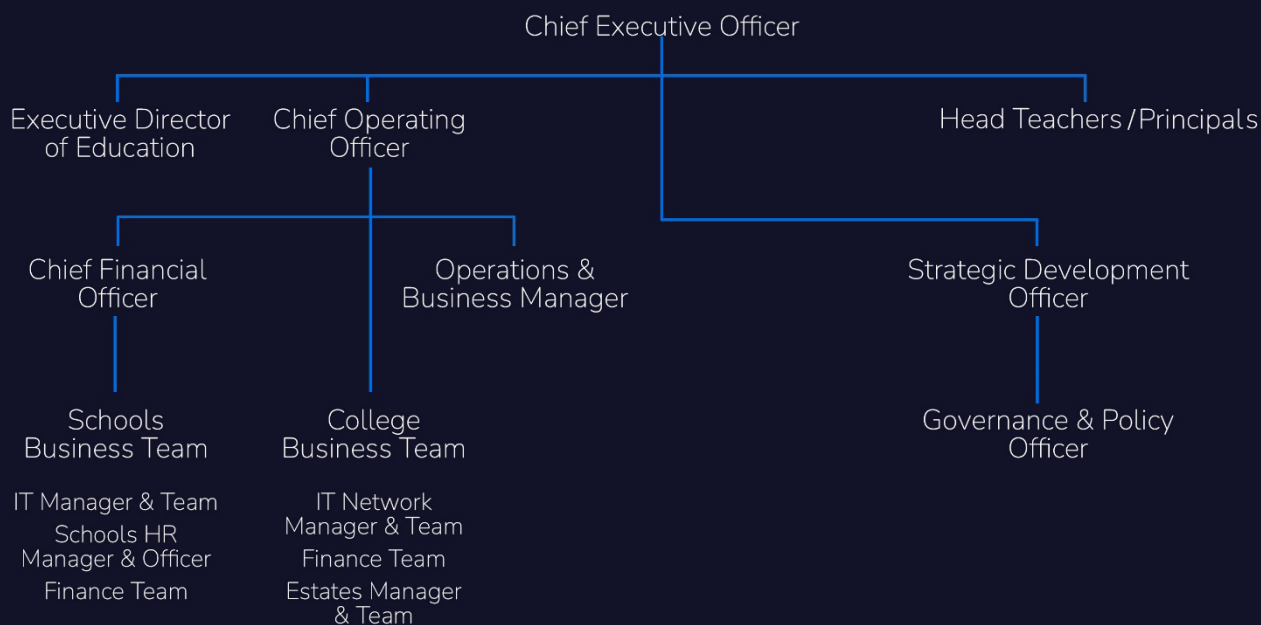 Chief Executive Officer
Executive Director
of Education
Chief Operating
Officer
Head Teachers/Principals
Chief Financial
Officer
Operations &
Business Manager
Strategic Development
Officer
Schools
Business Team
College
Business Team
Governance & Policy
Officer
IT Manager & Team
Schools HR
Manager & Officer
Finance Team
IT Network
Manager & Team
Finance Team
Estates Manager
& Team